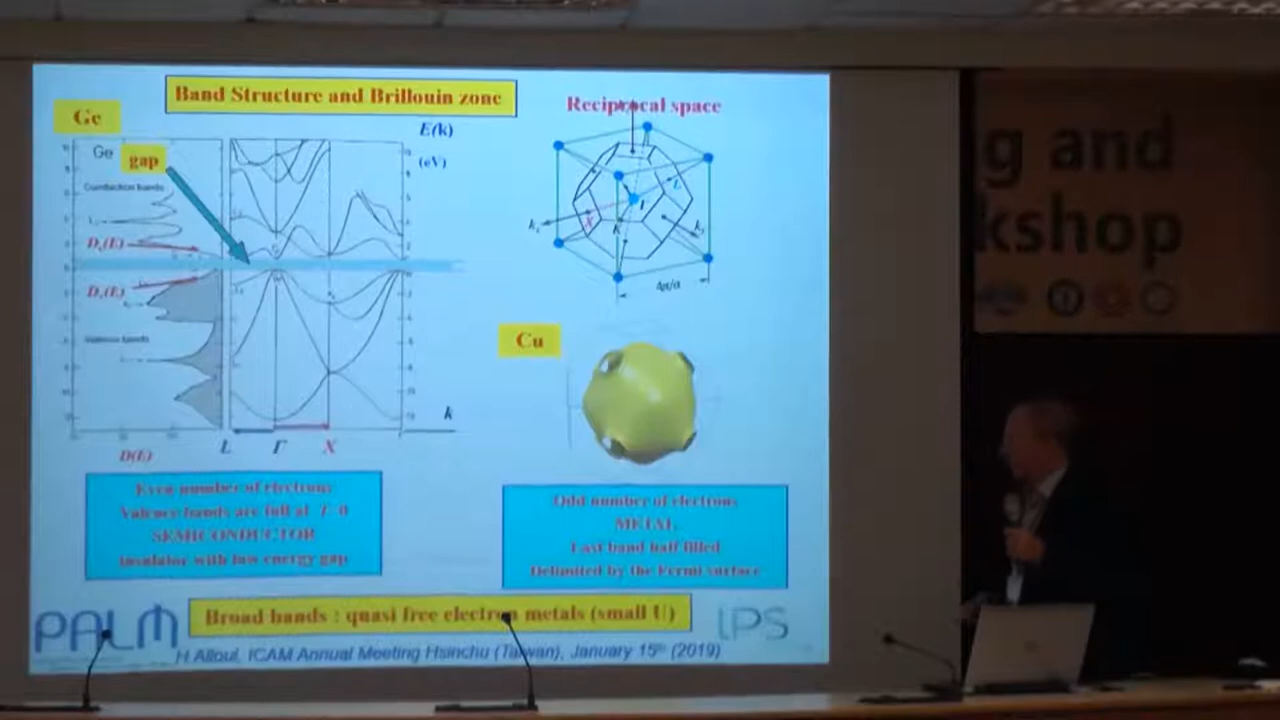 Band Structure and Brillouin zone
Ge
Ge
gap
Conduction bands
E(k)
(eV)
Reciprocal space
L
Γ
X
K
4π/a
Valence bands
k
L Γ X
D(E)
Cu
Even number of electrons
Valence bands are full at T=0
SEMICONDUCTOR
insulator with low energy gap
Odd number of electrons
METAL
Last band half filled
Delimited by the Fermi surface
Broad bands : quasi free electron metals (small U)
PALM
LPS
H Alloul, ICAM Annual Meeting Hsinchu (Taiwan), January 15th (2019)
g and
kshop